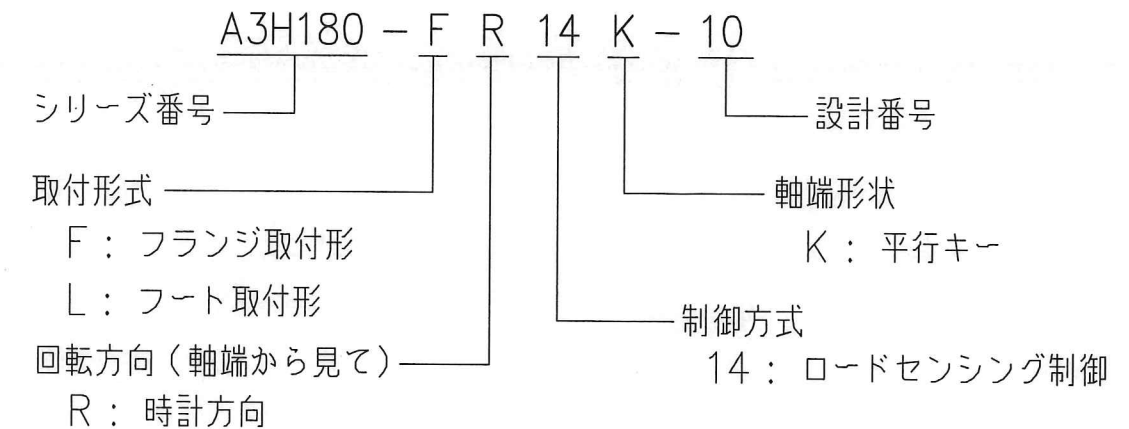 A3H180-FR14K-10
シリーズ番号
設計番号
取付形式
軸端形状
F：フランジ取付形
K：平行キー
L：フート取付形
制御方式
回転方向（軸端から見て）
14：ロードセンシング制御
R：時計方向